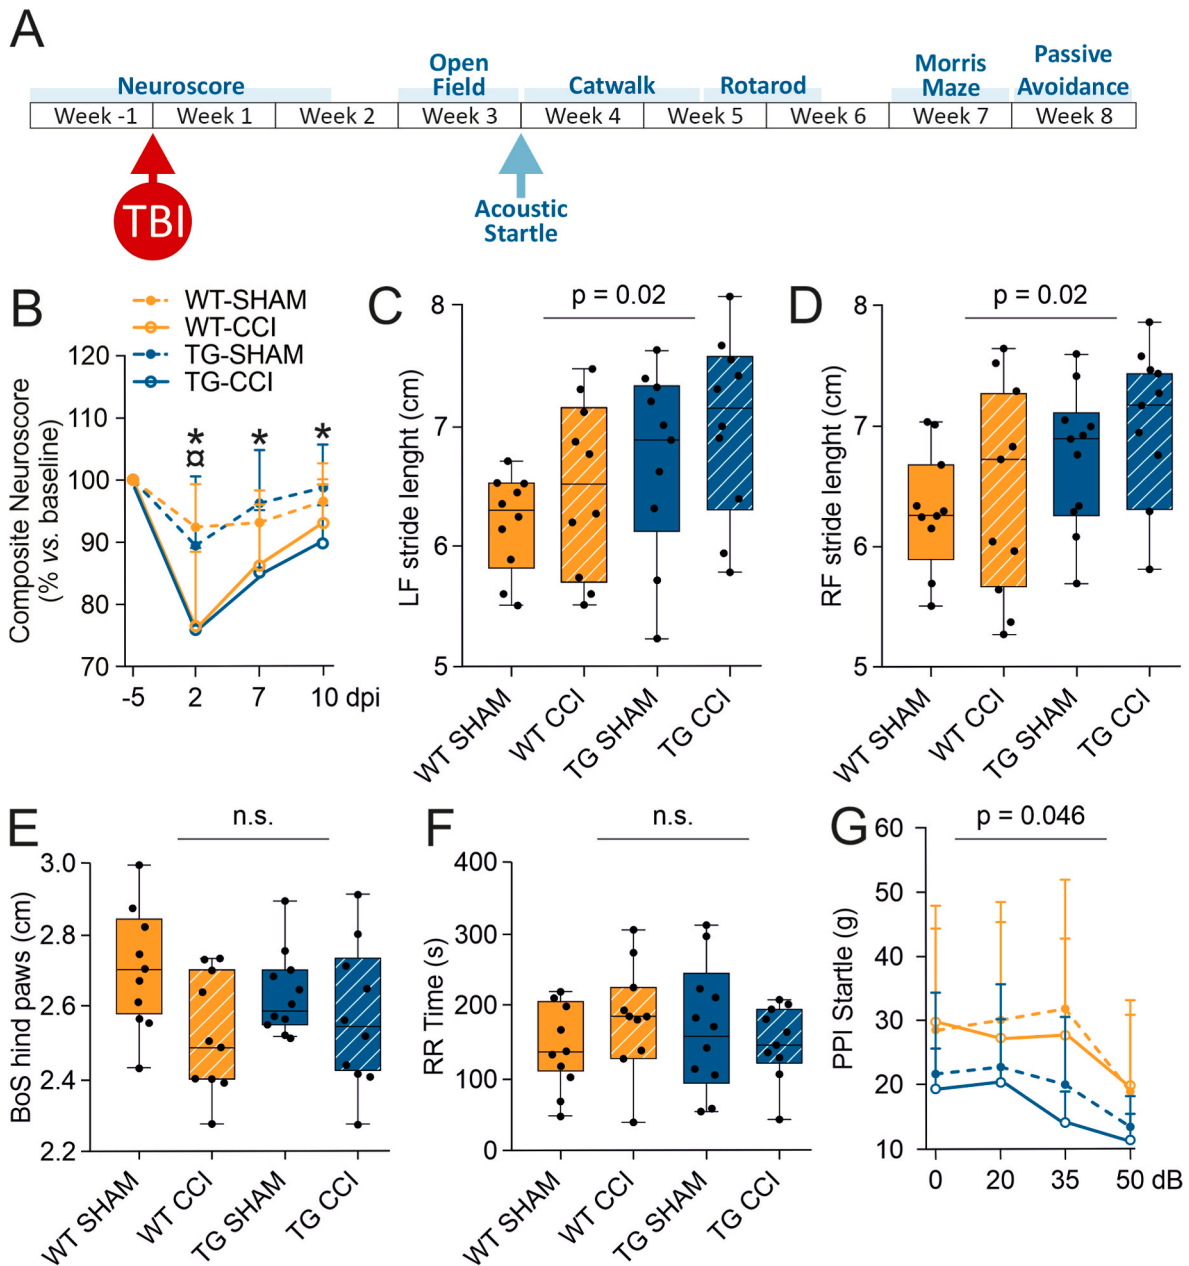 A
Neuroscore
Open
Field
Catwalk
Rotarod
Morris
Maze
Passive
Avoidance
Week -1
Week 1
Week 2
Week 3
Week 4
Week 5
Week 6
Week 7
Week 8
TBI
Acoustic
Startle
B
WT-SHAM
WT-CCI
TG-SHAM
TG-CCI
Composite Neuroscore
(% vs. baseline)
120
110
100
90
80
70
*
¤
*
*
-5
2
7
10 dpi
C
p = 0.02
LF stride lenght (cm)
8
7
6
5
WT SHAM
WT CCI
TG SHAM
TG CCI
D
p = 0.02
RF stride lenght (cm)
8
7
6
5
WT SHAM
WT CCI
TG SHAM
TG CCI
E
n.s.
BoS hind paws (cm)
3.0
2.8
2.6
2.4
2.2
WT SHAM
WT CCI
TG SHAM
TG CCI
F
n.s.
RR Time (s)
400
300
200
100
0
WT SHAM
WT CCI
TG SHAM
TG CCI
G
p = 0.046
PPI Startle (g)
60
50
40
30
20
10
0
20
35
50 dB